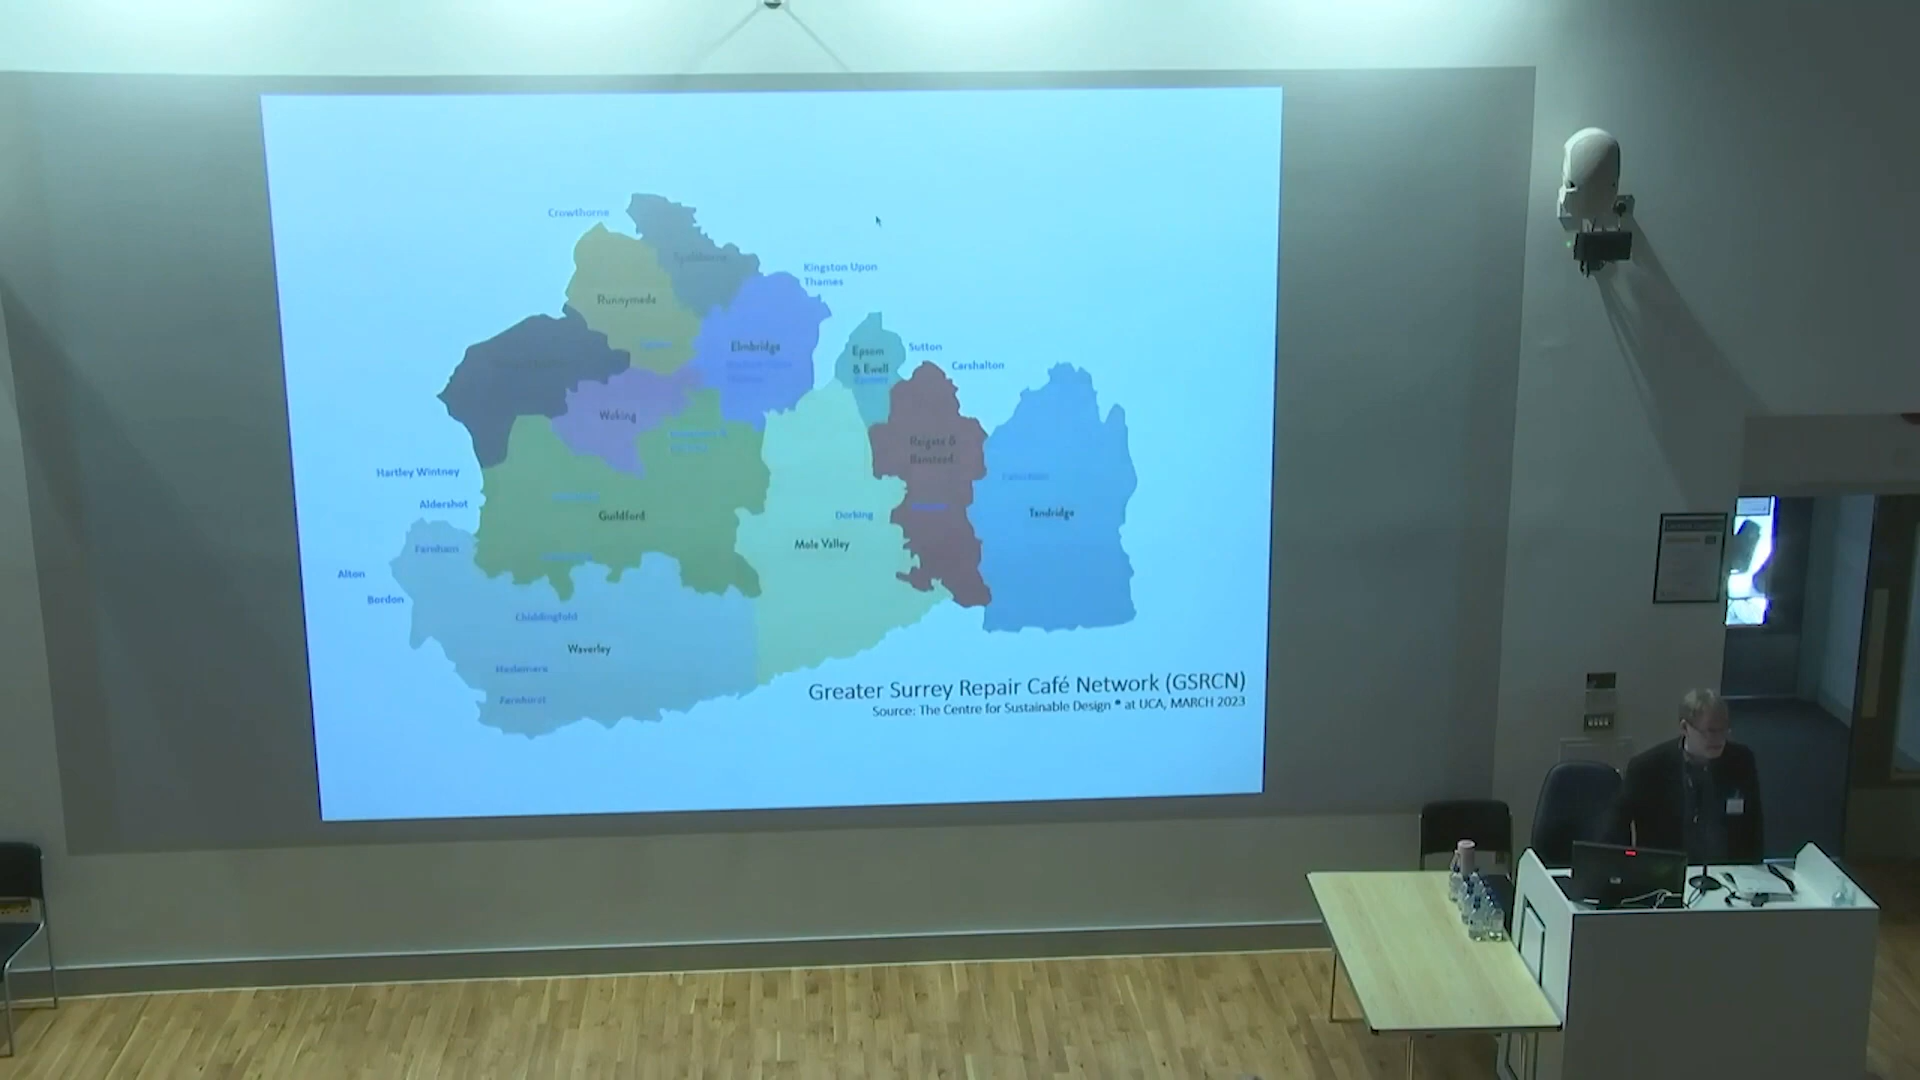 Crowthorne
Spelthorne
Kingston Upon
Thames
Runnymede
Elmbridge
Epsom
& Ewell
Sutton
Carshalton
Woking
Reigate &
Banstead
Hartley Wintney
Aldershot
Guildford
Dorking
Tandridge
Farnham
Mole Valley
Alton
Bordon
Chiddingfold
Waverley
Haslemere
Fernhurst
Greater Surrey Repair Café Network (GSRCN)
Source: The Centre for Sustainable Design ® at UCA, MARCH 2023